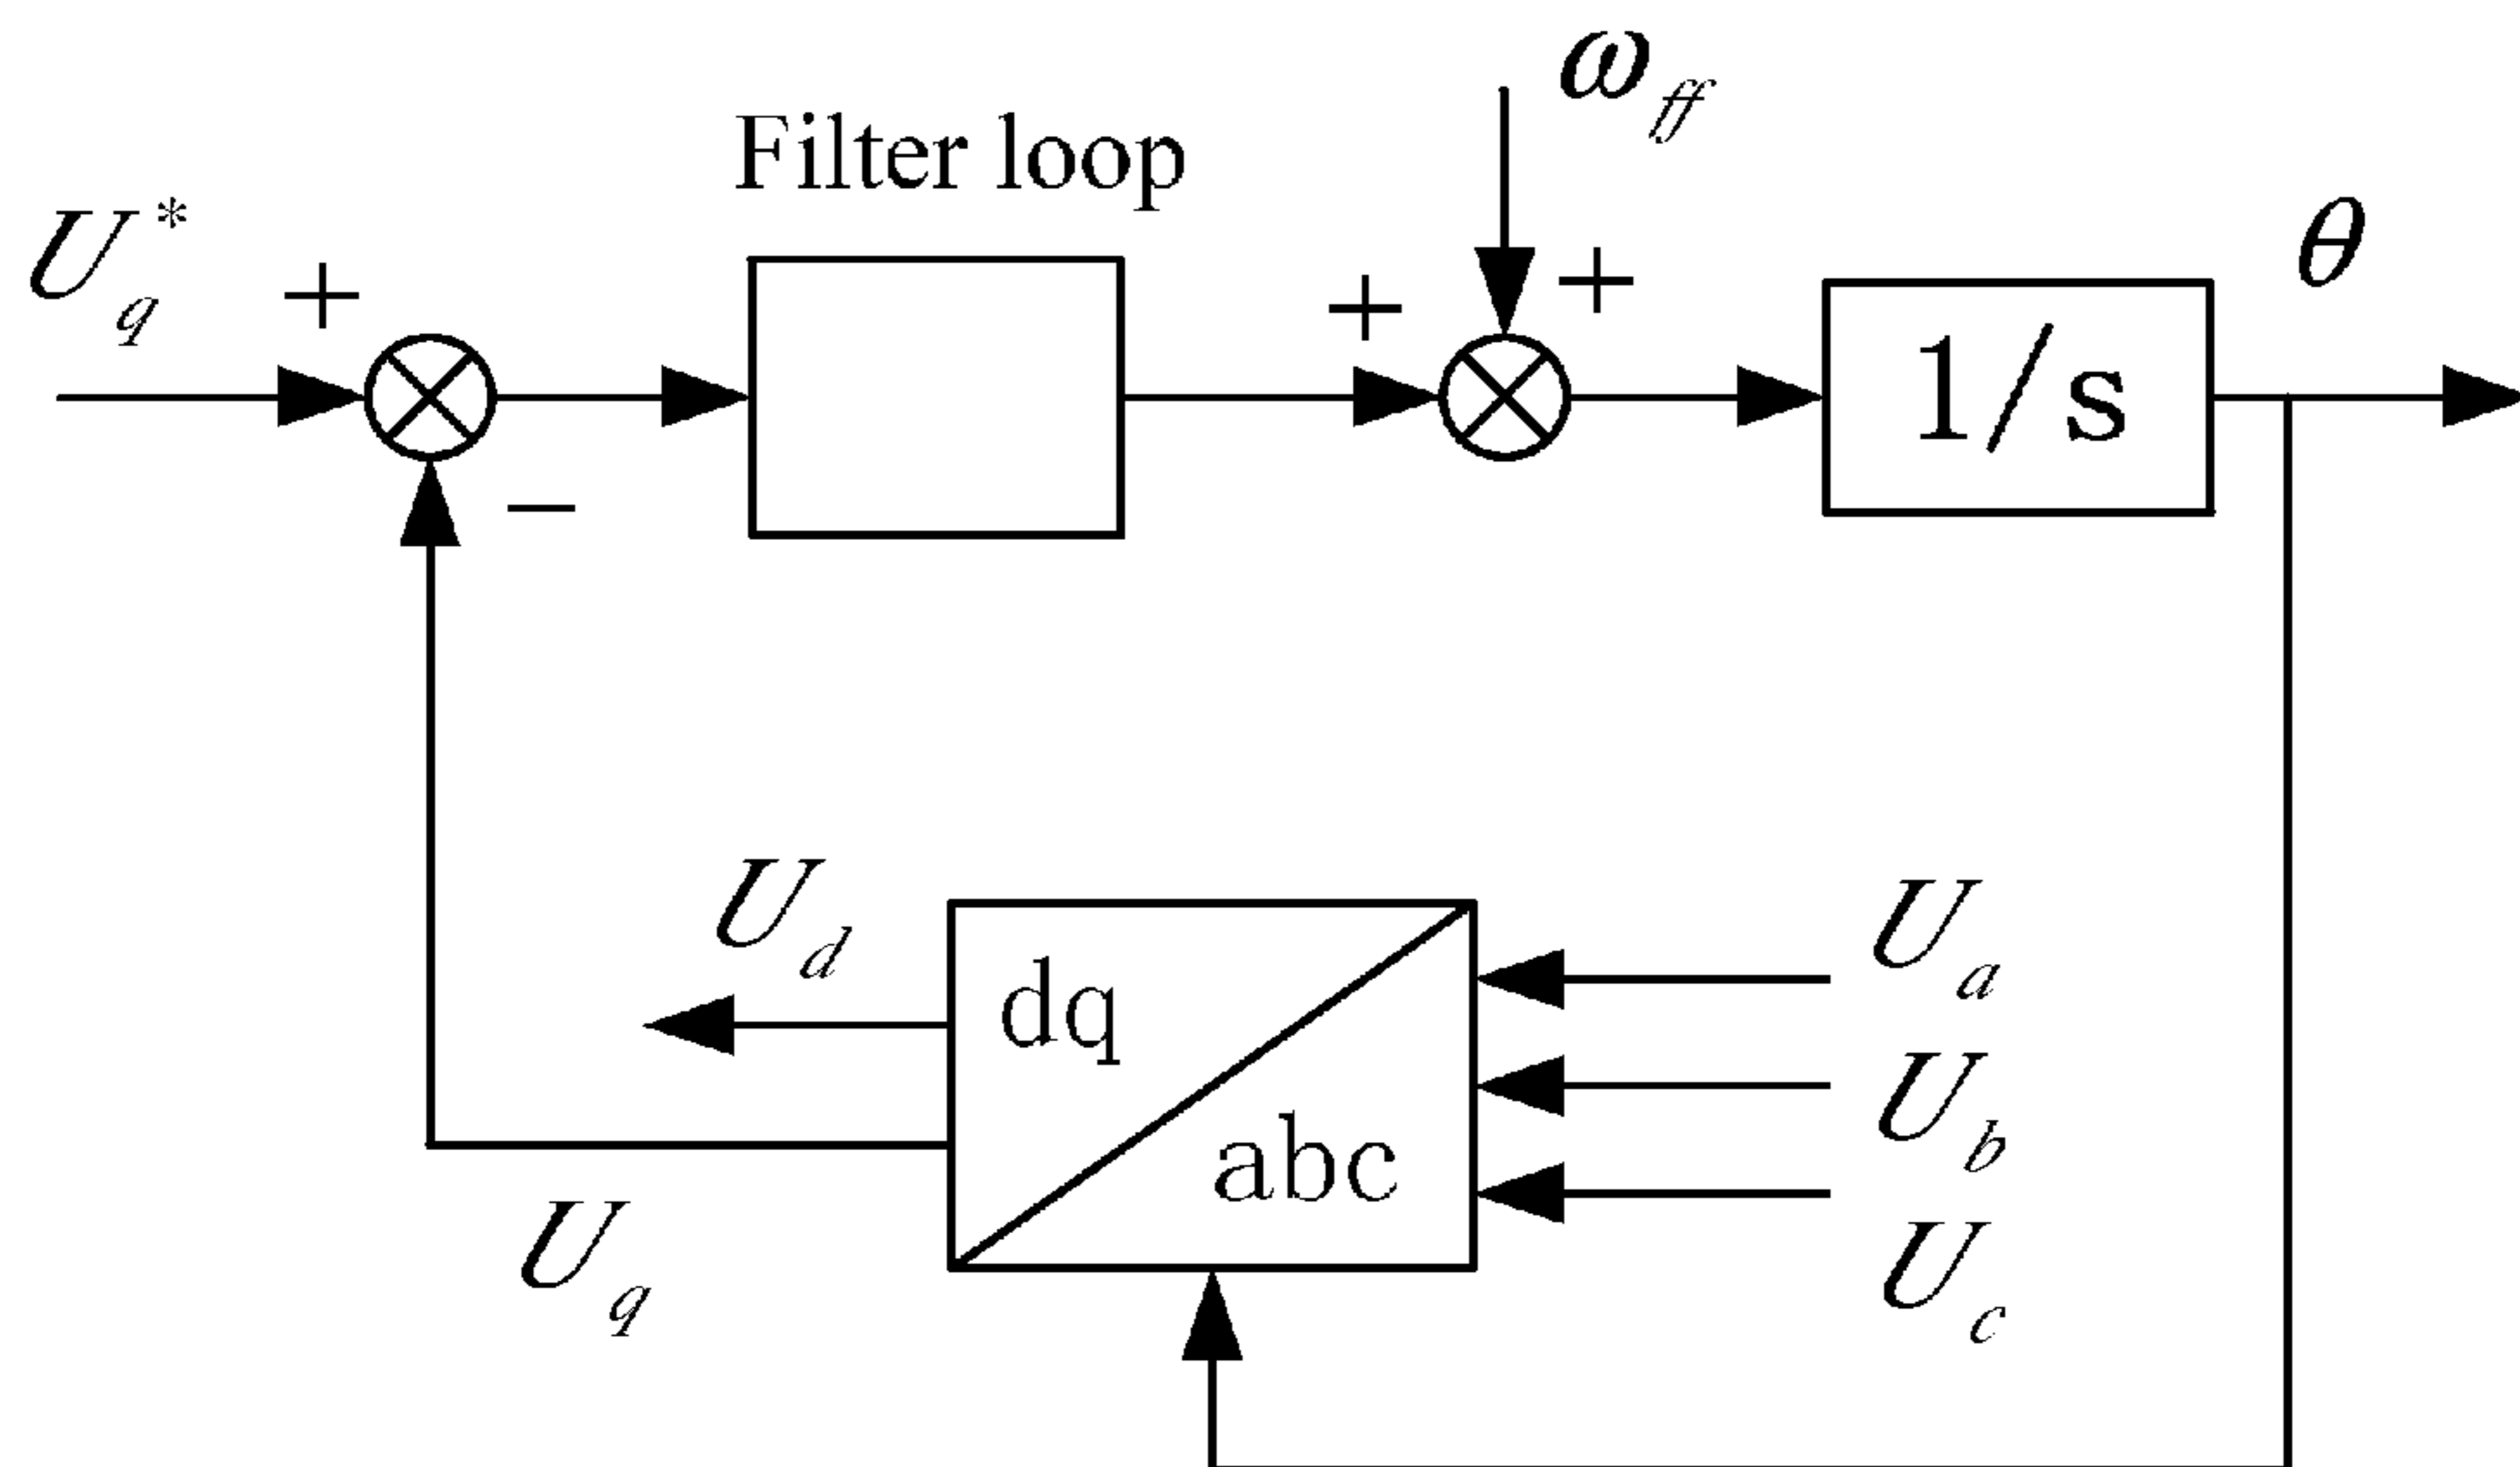 ω_ff
Filter loop
U_q^*
+
+
+
θ
1/s
−
U_d
U_a
dq
U_b
abc
U_q
U_c